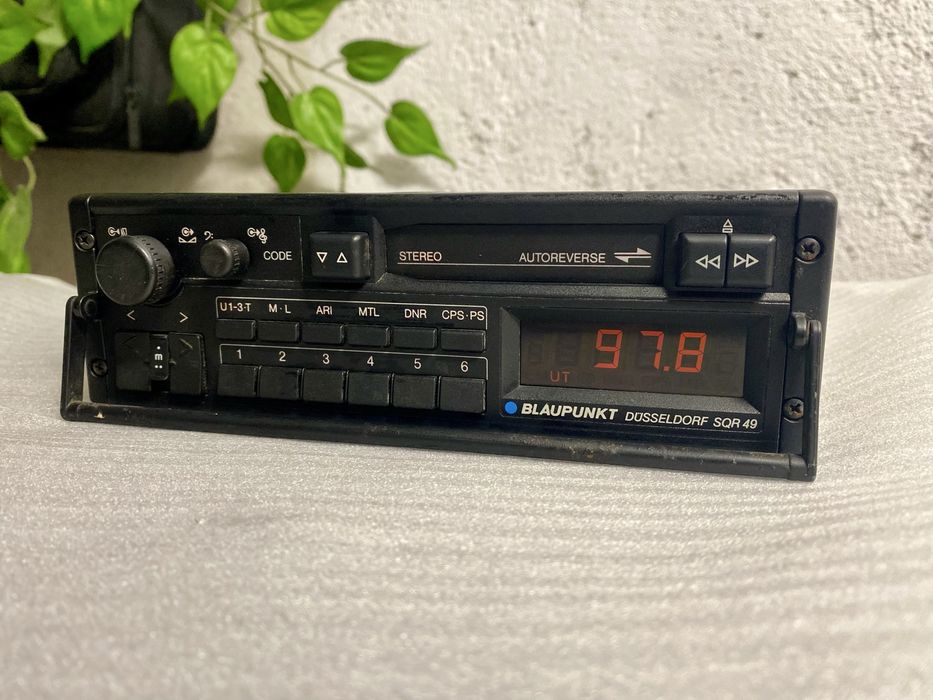 CODE
▽ △
STEREO AUTOREVERSE
< >
m
U1-3·T M·L ARI MTL DNR CPS·PS
1 2 3 4 5 6
97.8
UT
BLAUPUNKT DÜSSELDORF SQR 49